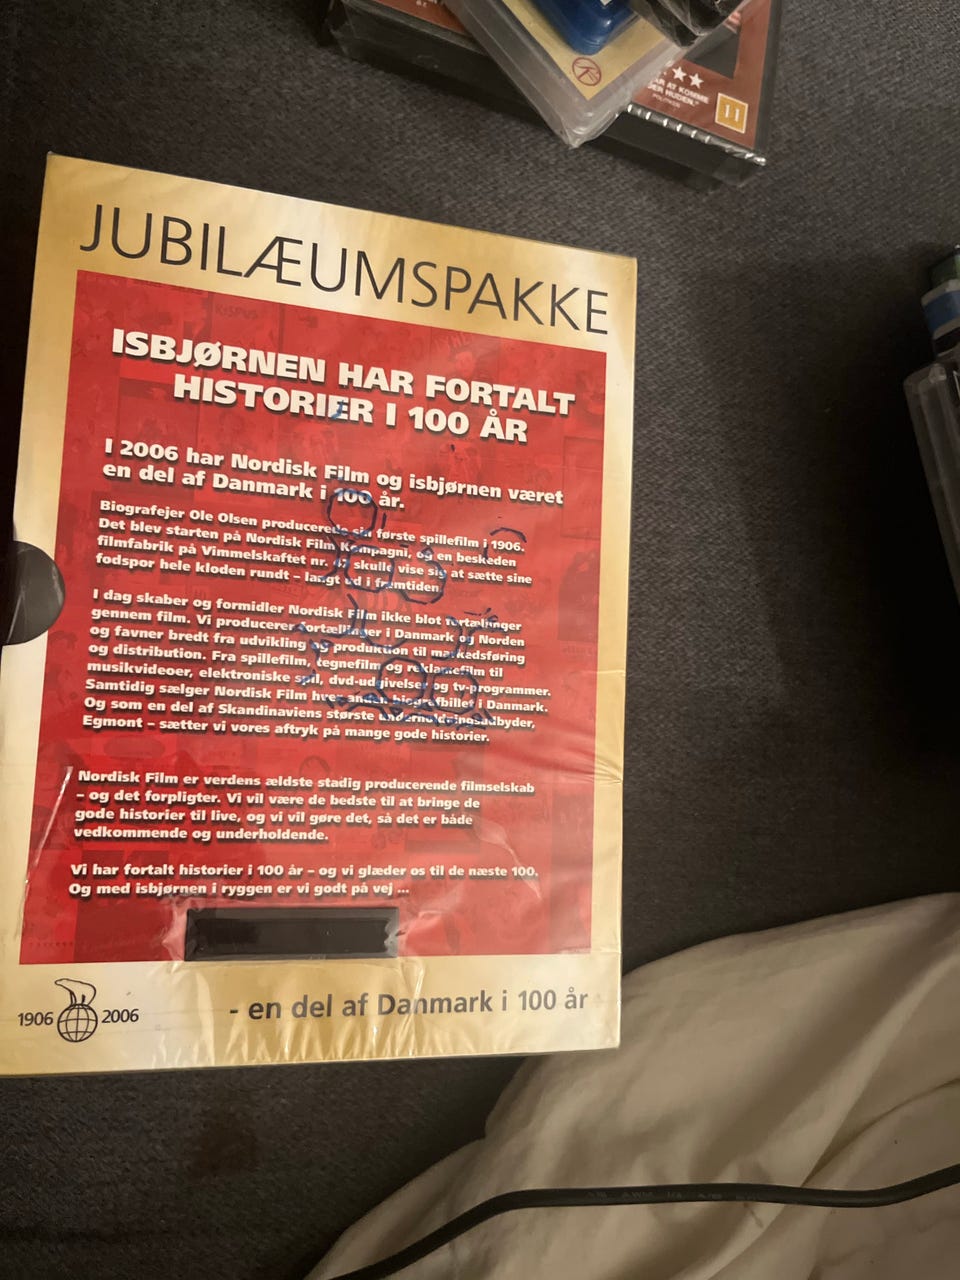 AR AT KOMME
DER HUDEN."
POLITIKEN
11
JUBILÆUMSPAKKE
ISBJØRNEN HAR FORTALT
HISTORIER I 100 ÅR
I 2006 har Nordisk Film og isbjørnen været
en del af Danmark i 100 år.
Biografejer Ole Olsen producerede sin første spillefilm i 1906.
Det blev starten på Nordisk Film Kompagni, og en beskeden
filmfabrik på Vimmelskaftet nr. 47 skulle vise sig at sætte sine
fodspor hele kloden rundt – langt ud i fremtiden.
I dag skaber og formidler Nordisk Film ikke blot fortællinger
gennem film. Vi producerer fortællinger i Danmark og Norden
og favner bredt fra udvikling og produktion til markedsføring
og distribution. Fra spillefilm, tegnefilm og reklamefilm til
musikvideoer, elektroniske spil, dvd-udgivelser og tv-programmer.
Samtidig sælger Nordisk Film hver anden biografbillet i Danmark.
Og som en del af Skandinaviens største underholdningsudbyder,
Egmont – sætter vi vores aftryk på mange gode historier.
Nordisk Film er verdens ældste stadig producerende filmselskab
– og det forpligter. Vi vil være de bedste til at bringe de
gode historier til live, og vi vil gøre det, så det er både
vedkommende og underholdende.
Vi har fortalt historier i 100 år – og vi glæder os til de næste 100.
Og med isbjørnen i ryggen er vi godt på vej ...
1906 2006
- en del af Danmark i 100 år